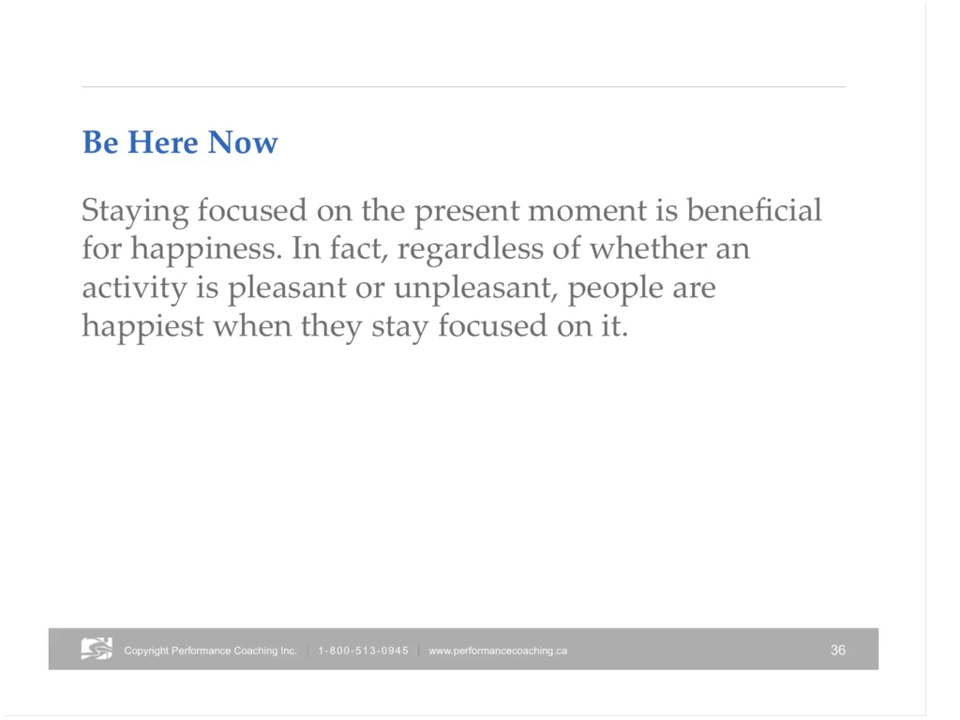 Be Here Now
Staying focused on the present moment is beneficial
for happiness. In fact, regardless of whether an
activity is pleasant or unpleasant, people are
happiest when they stay focused on it.
Copyright Performance Coaching Inc. | 1-800-513-0945 | www.performancecoaching.ca 36